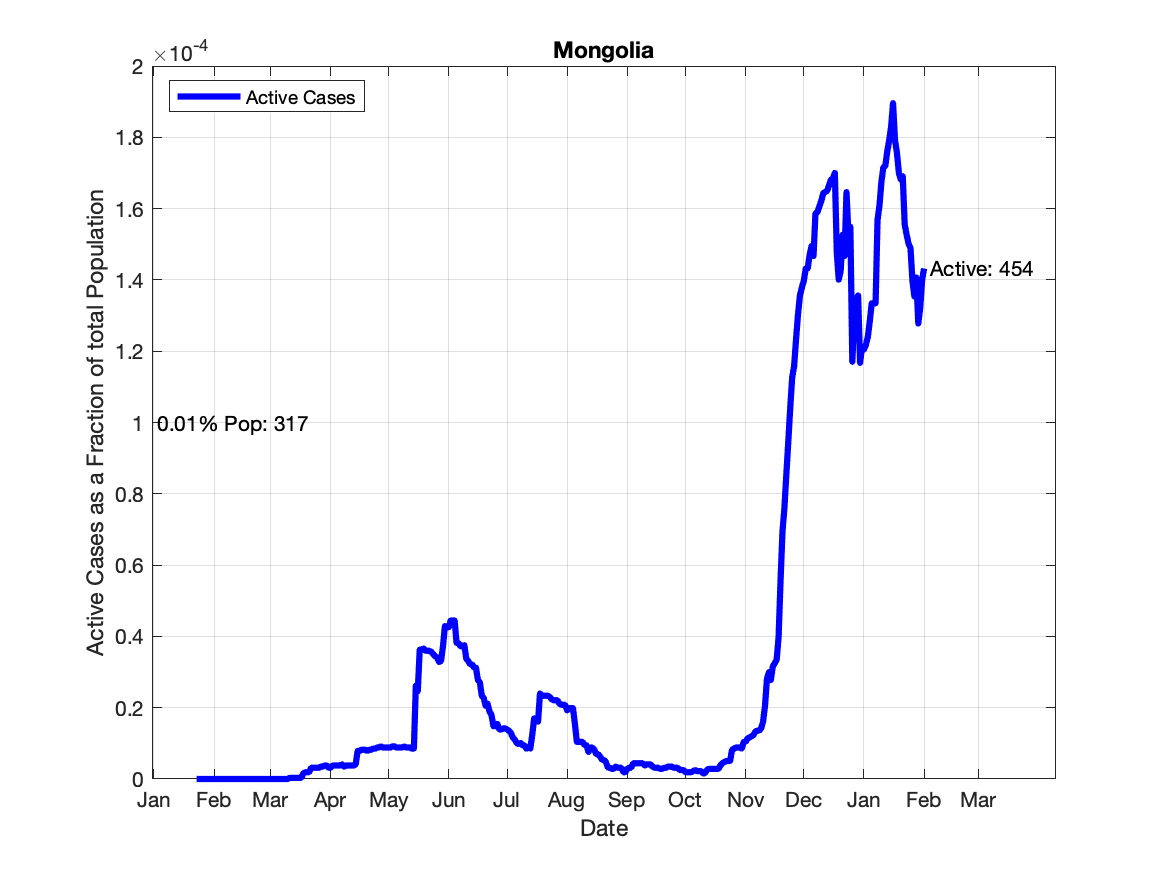 Mongolia
×10-4
Active Cases
2
1.8
1.6
1.4
1.2
1
0.8
0.6
0.4
0.2
0
Active Cases as a Fraction of total Population
0.01% Pop: 317
Active: 454
Jan Feb Mar Apr May Jun Jul Aug Sep Oct Nov Dec Jan Feb Mar
Date